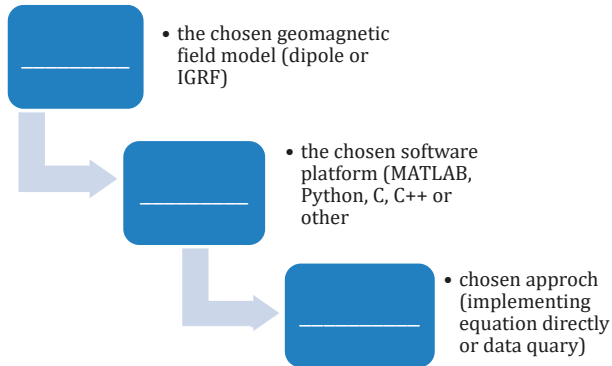 • the chosen geomagnetic
field model (dipole or
IGRF)
• the chosen software
platform (MATLAB,
Python, C, C++ or
other
• chosen approch
(implementing
equation directly
or data quary)